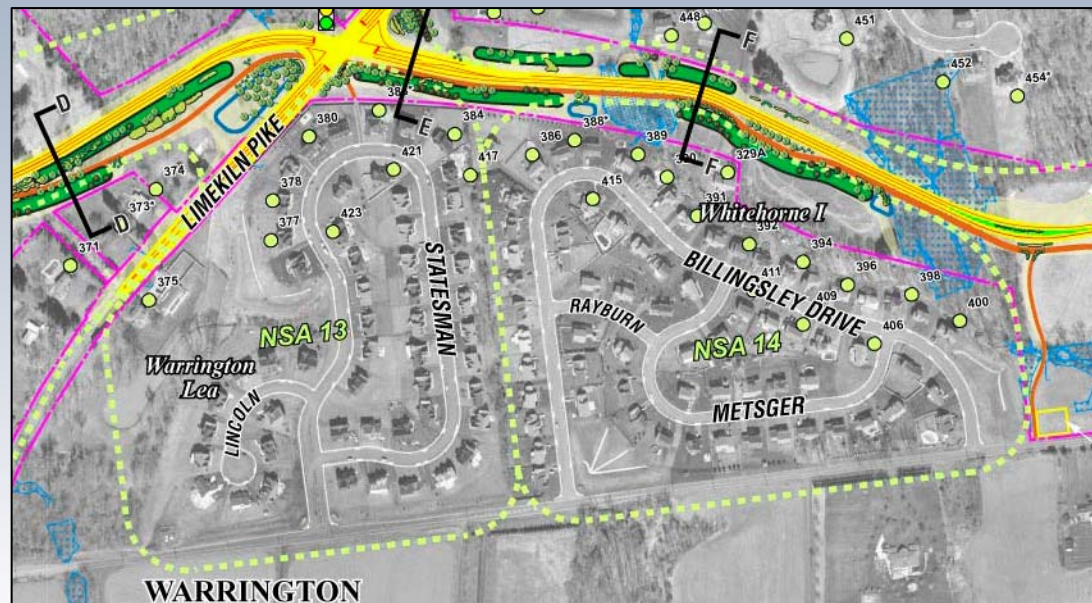 448
451
F
452
454*
D
380
E
384
386
388*
389
329A
LIMEKILN PIKE
421
417
F
374
373*
378
415
391
Whitehorne I
D
377
423
392
394
371
STATESMAN
411
BILLINGSLEY DRIVE
396
398
375
RAYBURN
409
400
NSA 13
406
NSA 14
Warrington
Lea
LINCOLN
METSGER
WARRINGTON